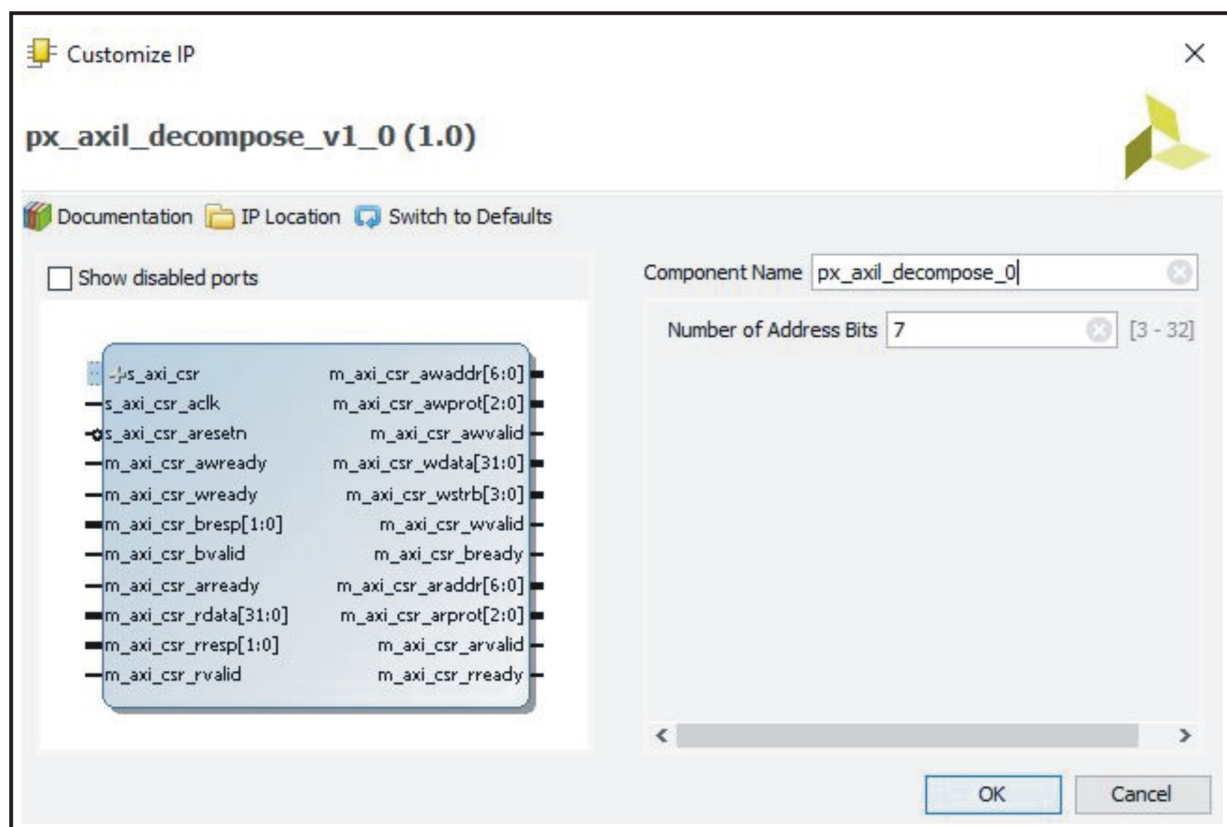 Customize IP
px_axil_decompose_v1_0 (1.0)
Documentation IP Location Switch to Defaults
Show disabled ports
s_axi_csr
s_axi_csr_aclk
s_axi_csr_aresetn
m_axi_csr_awready
m_axi_csr_wready
m_axi_csr_bresp[1:0]
m_axi_csr_bvalid
m_axi_csr_arready
m_axi_csr_rdata[31:0]
m_axi_csr_rresp[1:0]
m_axi_csr_rvalid
m_axi_csr_awaddr[6:0]
m_axi_csr_awprot[2:0]
m_axi_csr_awvalid
m_axi_csr_wdata[31:0]
m_axi_csr_wstrb[3:0]
m_axi_csr_wvalid
m_axi_csr_bready
m_axi_csr_araddr[6:0]
m_axi_csr_arprot[2:0]
m_axi_csr_arvalid
m_axi_csr_rready
Component Name px_axil_decompose_0
Number of Address Bits 7 [3 - 32]
OK Cancel